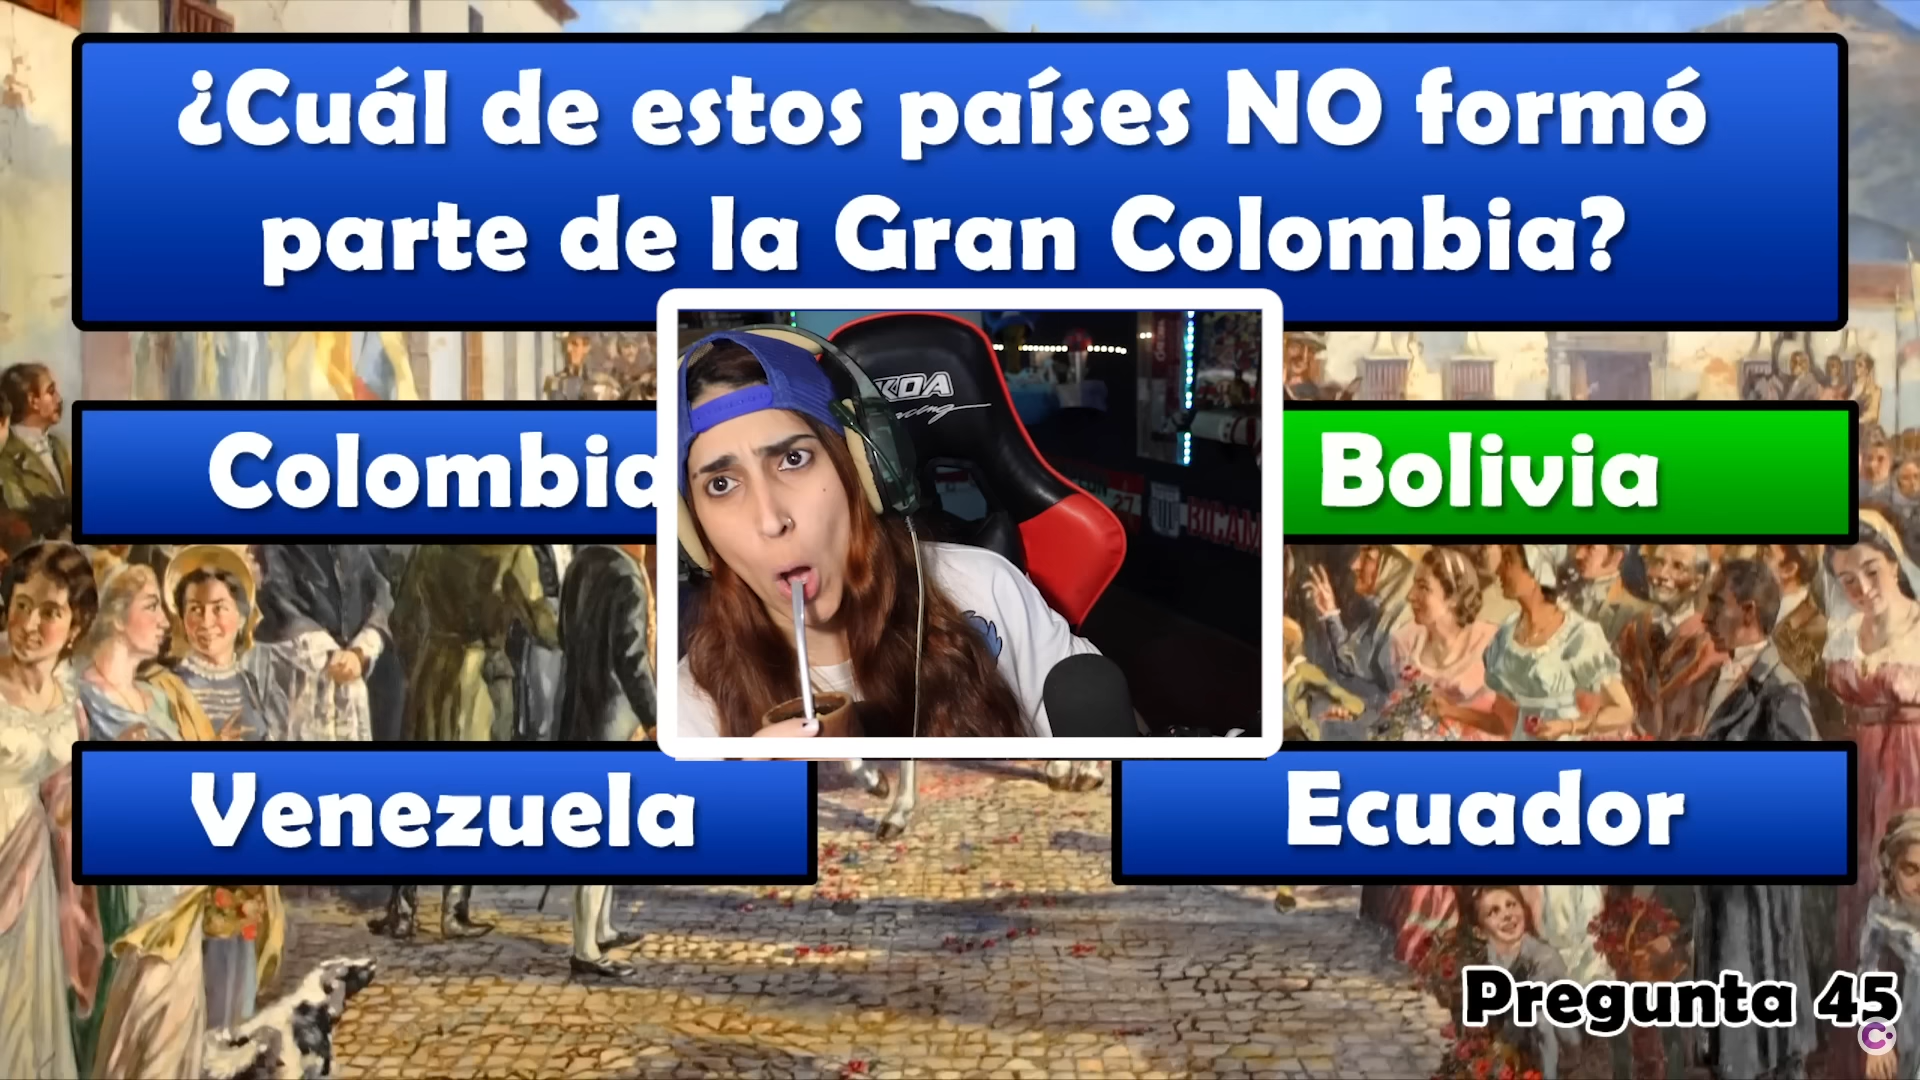 ¿Cuál de estos países NO formó
parte de la Gran Colombia?
Colombia
Bolivia
Venezuela
Ecuador
Pregunta 45